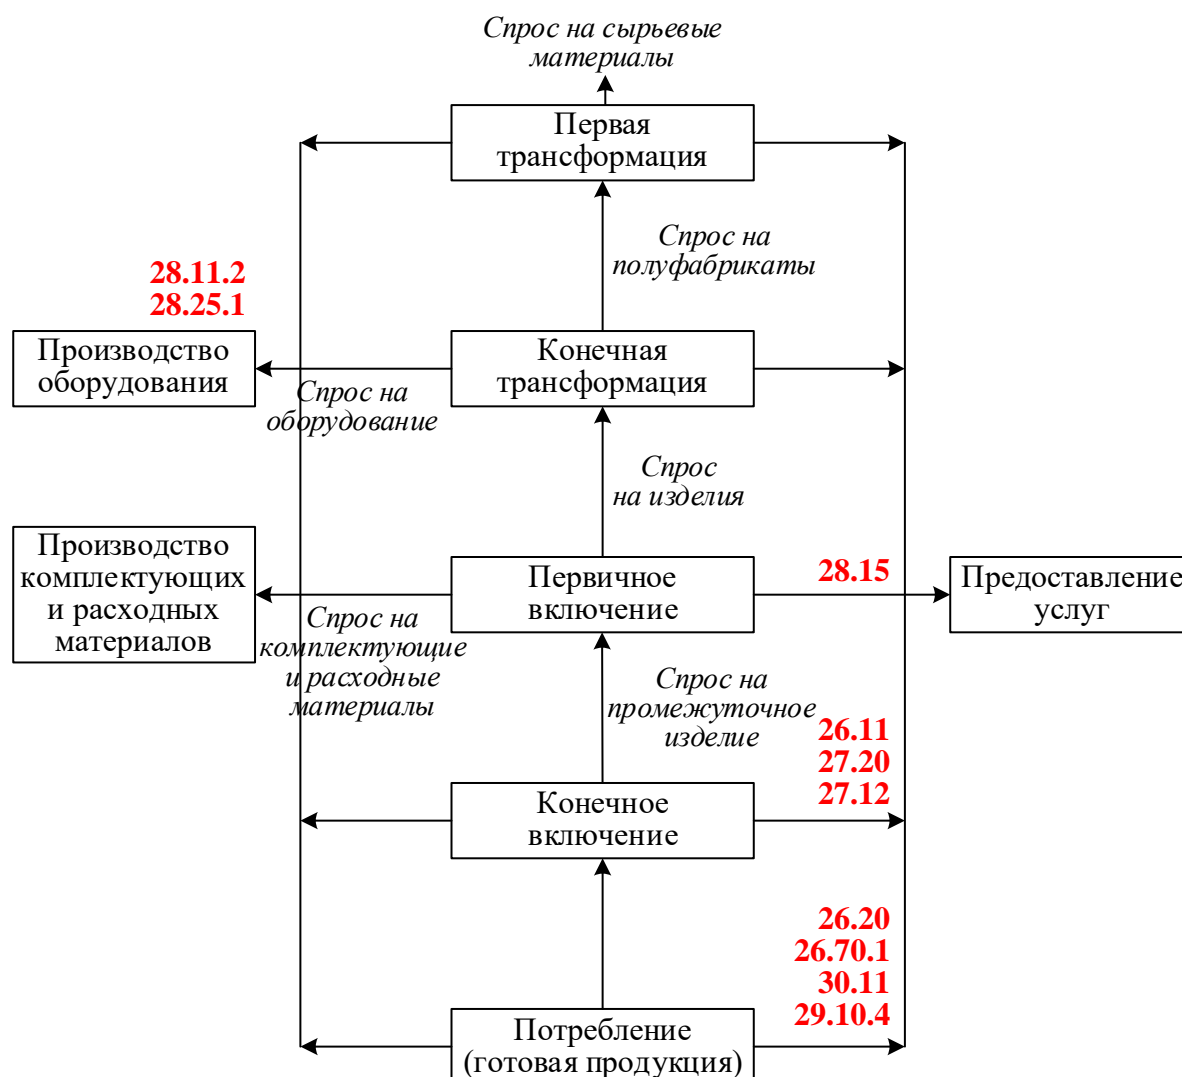 Спрос на сырьевые
материалы
Первая
трансформация
Спрос на
полуфабрикаты
28.11.2
28.25.1
Производство
оборудования
Конечная
трансформация
Спрос на
оборудование
Спрос
на изделия
Производство
комплектующих
и расходных
материалов
Первичное
включение
28.15
Предоставление
услуг
Спрос на
комплектующие
и расходные
материалы
Спрос на
промежуточное
изделие
26.11
27.20
27.12
Конечное
включение
26.20
26.70.1
30.11
29.10.4
Потребление
(готовая продукция)